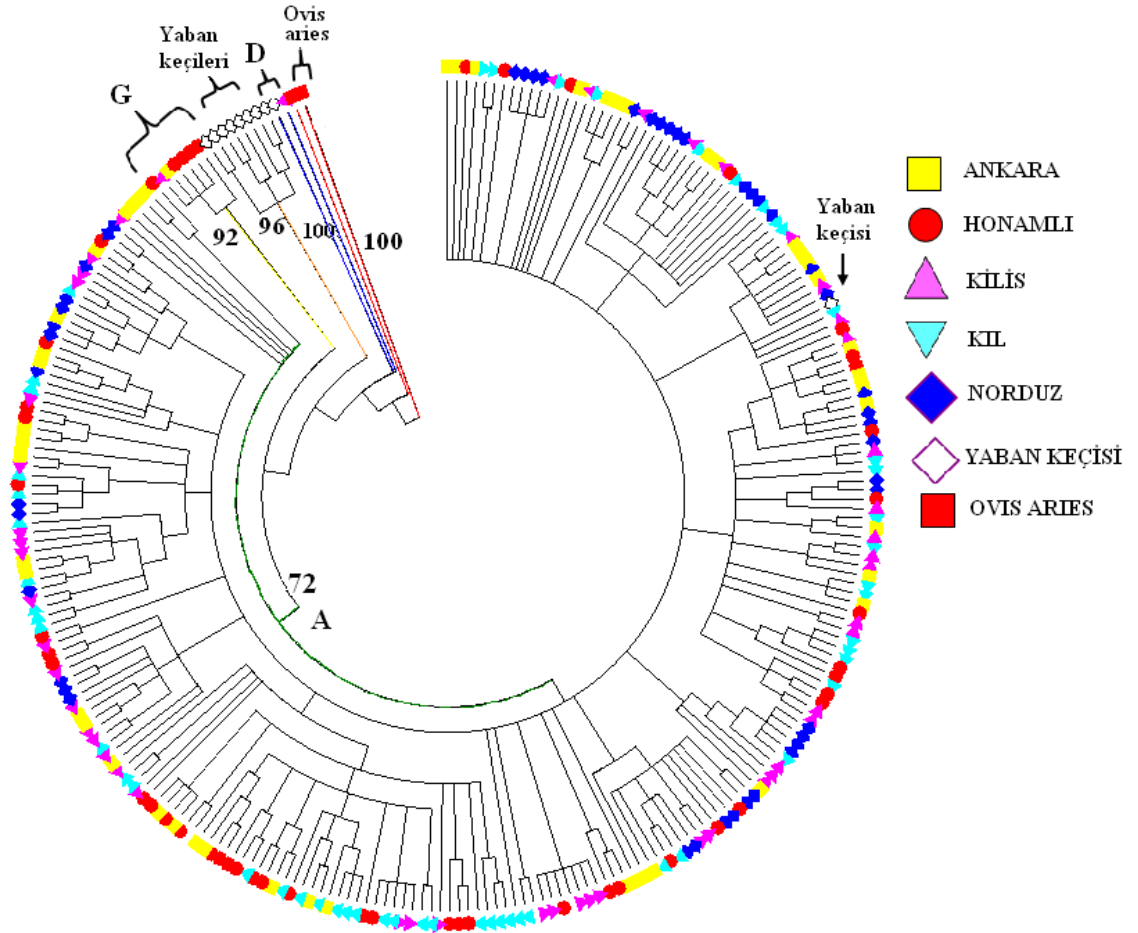 Ovis
aries
Yaban
keçileri
D
G
92
96
100
100
72
A
Yaban
keçisi
ANKARA
HONAMLI
KİLİS
KIL
NORDUZ
YABAN KEÇİSİ
OVIS ARIES